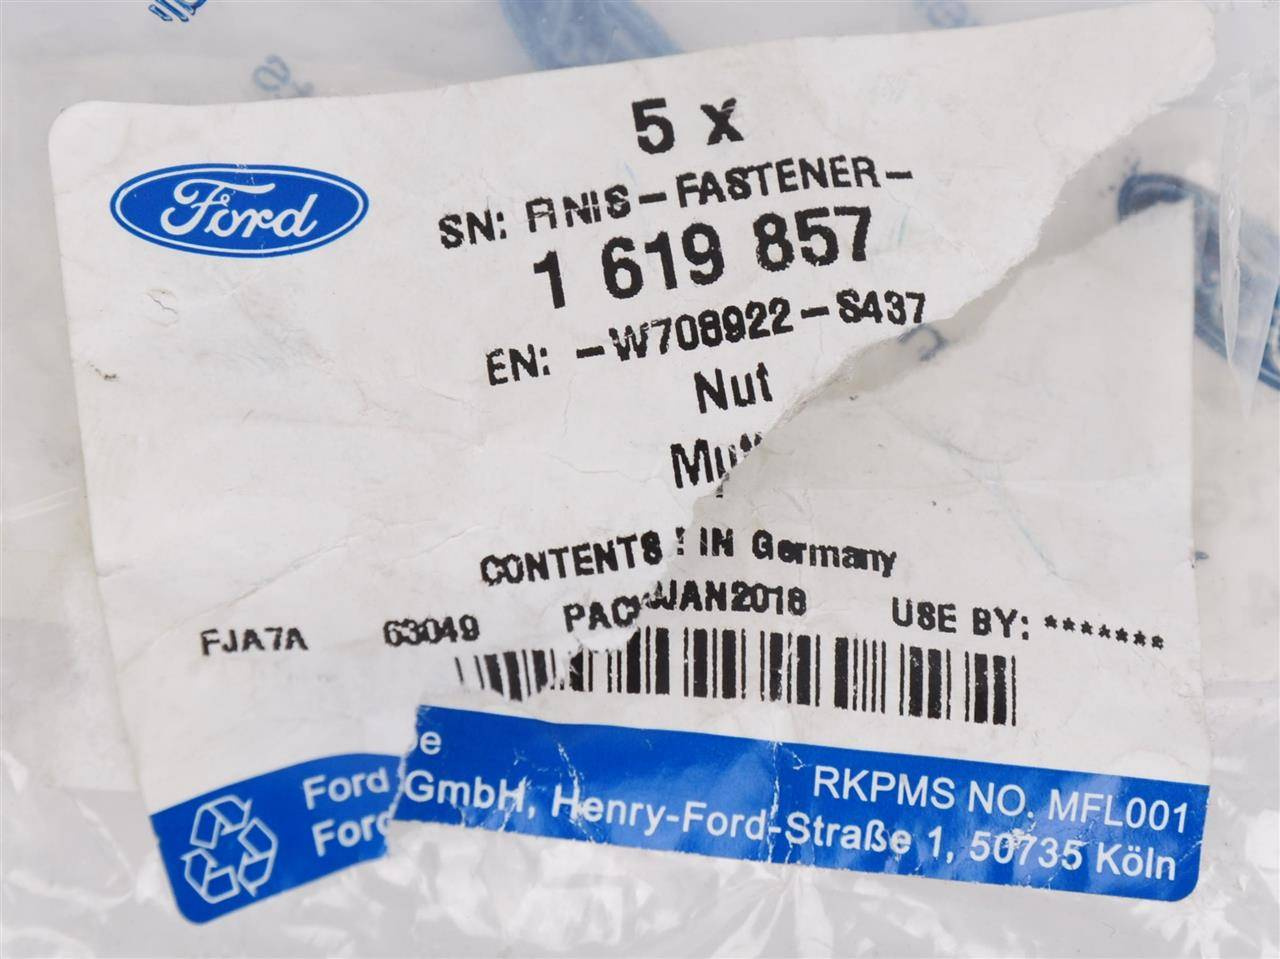 5 x
Ford
SN: FINIS-FASTENER-
1 619 857
EN: -W708922-S437
Nut
CONTENTS IN Germany
FJA7A 63049 JAN2018 USE BY: *******
RKPMS NO. MFL001
Ford
GmbH, Henry-Ford-Straße 1, 50735 Köln